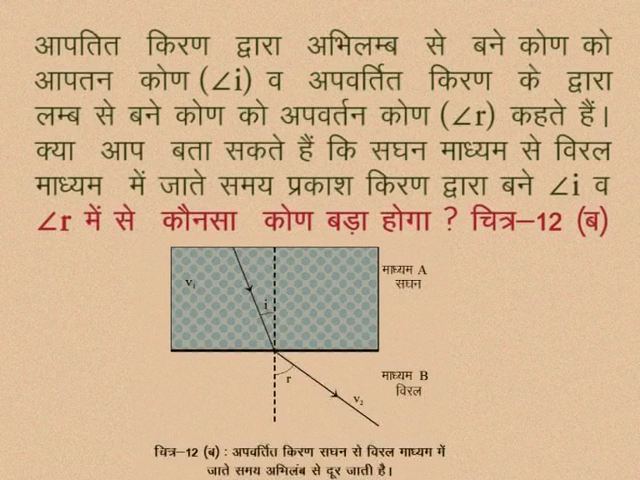 आपतित किरण द्वारा अभिलम्ब से बने कोण को
आपतन कोण (∠i) व अपवर्तित किरण के द्वारा
लम्ब से बने कोण को अपवर्तन कोण (∠r) कहते हैं।
क्या आप बता सकते हैं कि सघन माध्यम से विरल
माध्यम में जाते समय प्रकाश किरण द्वारा बने ∠i व
∠r में से कौनसा कोण बड़ा होगा ? चित्र–12 (ब)
माध्यम A
सघन
v₁
i
r
माध्यम B
विरल
v₂
चित्र–12 (ब) : अपवर्तित किरण सघन से विरल माध्यम में
जाते समय अभिलंब से दूर जाती है।